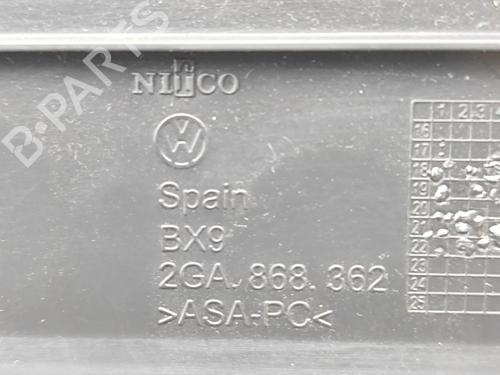 B-PARTS
NIFCO
VW
Spain
BX9
2GA. 868. 362
>ASA-PC<
1 2 3
16
17
18
19
20
21
22
23
24
25